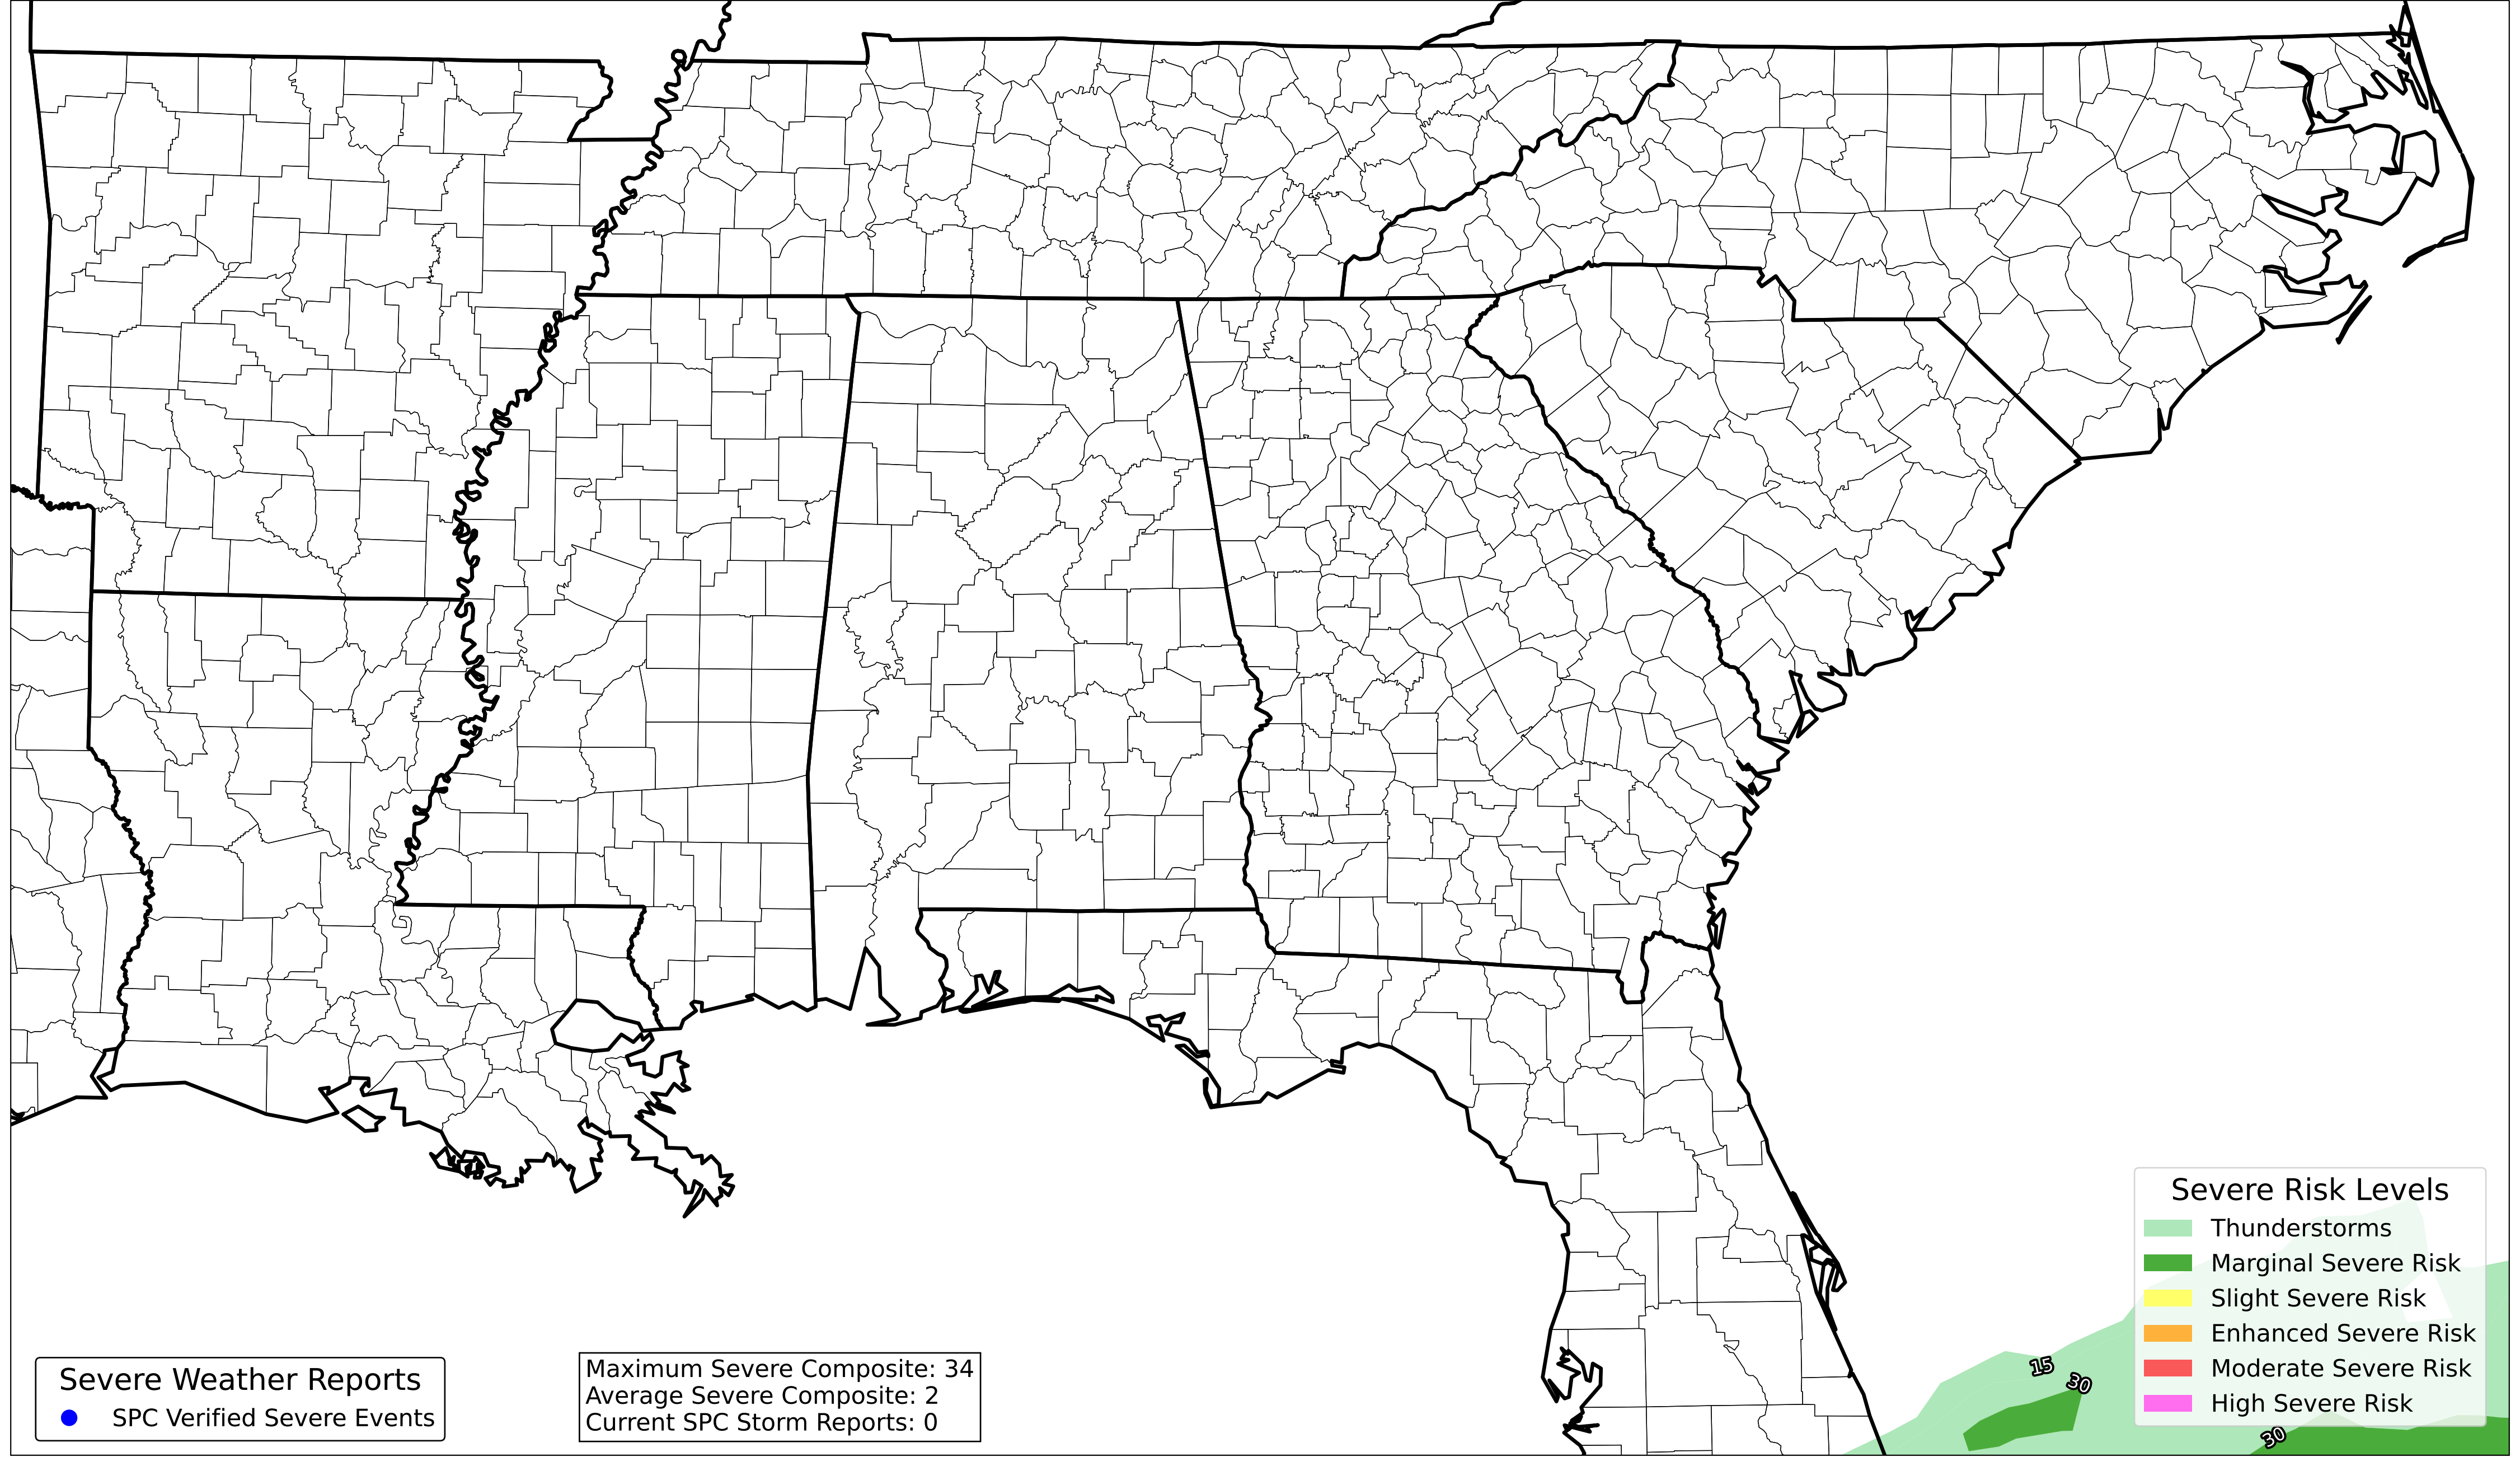 Severe Risk Levels
Thunderstorms
Marginal Severe Risk
Slight Severe Risk
Enhanced Severe Risk
Moderate Severe Risk
High Severe Risk
15
30
30
Severe Weather Reports
SPC Verified Severe Events
Maximum Severe Composite: 34
Average Severe Composite: 2
Current SPC Storm Reports: 0